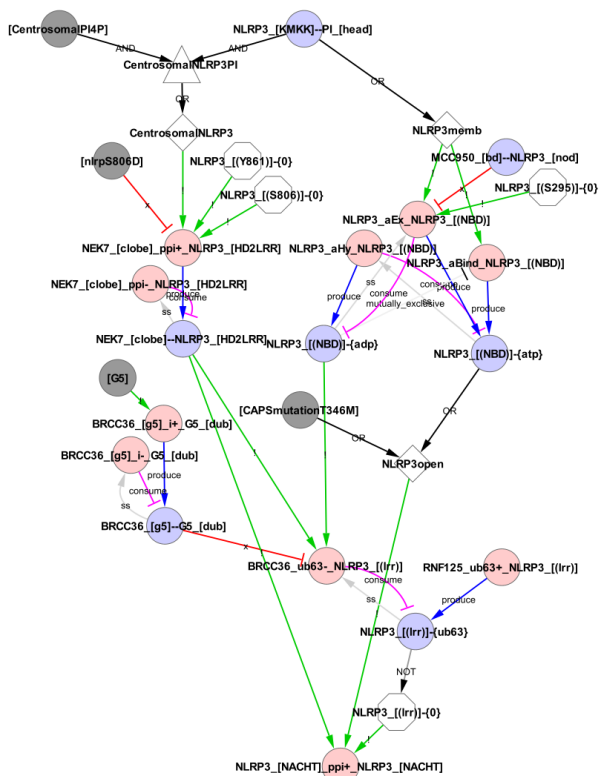 [CentrosomalPI4P]
NLRP3_[KMKK]--PI_[head]
AND
AND
CentrosomalNLRP3PI
OR
OR
CentrosomalNLRP3
NLRP3memb
[nlrpS806D]
NLRP3_[(Y861)]-{0}
MCC950_[bd]--NLRP3_[nod]
NLRP3_[(S806)]-{0}
NLRP3_[(S295)]-{0}
x
!
!
!
!
x
!
!
NLRP3_aEx_NLRP3_[(NBD)]
NEK7_[clobe]_ppi+_NLRP3_[HD2LRR]
NLRP3_aHy_NLRP3_[(NBD)]
NLRP3_aBind_NLRP3_[(NBD)]
NEK7_[clobe]_ppi-_NLRP3_[HD2LRR]
produce
consume
ss
produce
ss
consume
mutually_exclusive
ss
produce
produce
NEK7_[clobe]--NLRP3_[HD2LRR]
NLRP3_[(NBD)]-{adp}
NLRP3_[(NBD)]-{atp}
[G5]
!
[CAPSmutationT346M]
OR
OR
BRCC36_[g5]_i+_G5_[dub]
BRCC36_[g5]_i-_G5_[dub]
NLRP3open
produce
consume
ss
!
!
BRCC36_[g5]--G5_[dub]
x
BRCC36_ub63-_NLRP3_[(lrr)]
RNF125_ub63+_NLRP3_[(lrr)]
consume
ss
produce
!
!
NLRP3_[(lrr)]-{ub63}
NOT
NLRP3_[(lrr)]-{0}
!
NLRP3_[NACHT]_ppi+_NLRP3_[NACHT]